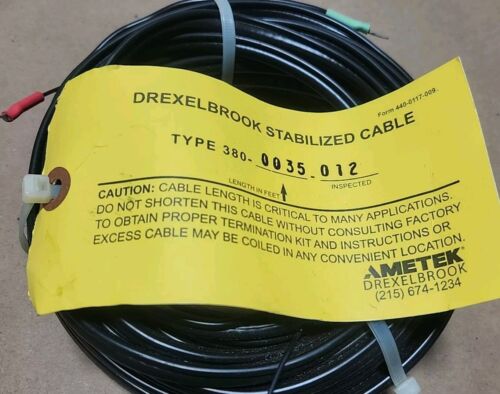 Form 440-0117-009.
DREXELBROOK STABILIZED CABLE
TYPE 380-0035-012
LENGTH IN FEET INSPECTED
CAUTION: CABLE LENGTH IS CRITICAL TO MANY APPLICATIONS.
DO NOT SHORTEN THIS CABLE WITHOUT CONSULTING FACTORY
TO OBTAIN PROPER TERMINATION KIT AND INSTRUCTIONS OR
EXCESS CABLE MAY BE COILED IN ANY CONVENIENT LOCATION.
AMETEK
DREXELBROOK
(215) 674-1234